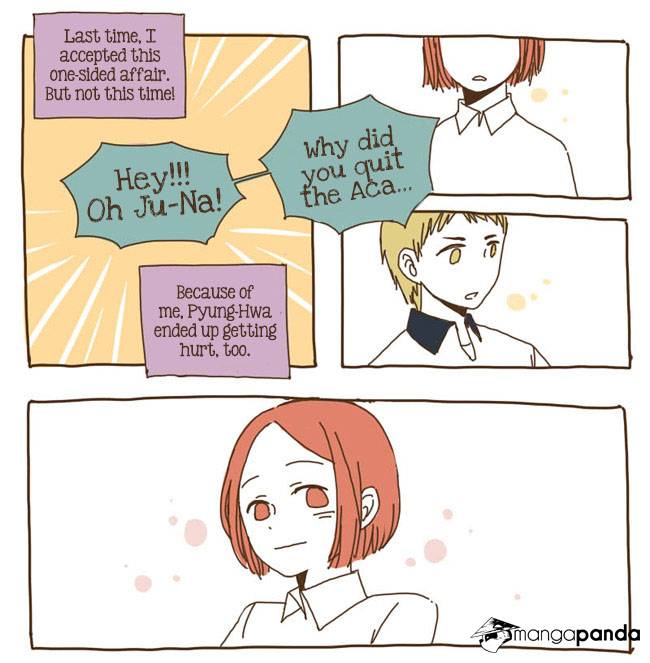 Last time, I
accepted this
one-sided affair.
But not this time!
Hey!!!
Oh Ju-Na!
Why did
you quit
the Aca...
Because of
me, Pyung-Hwa
ended up getting
hurt, too.
mangapanda